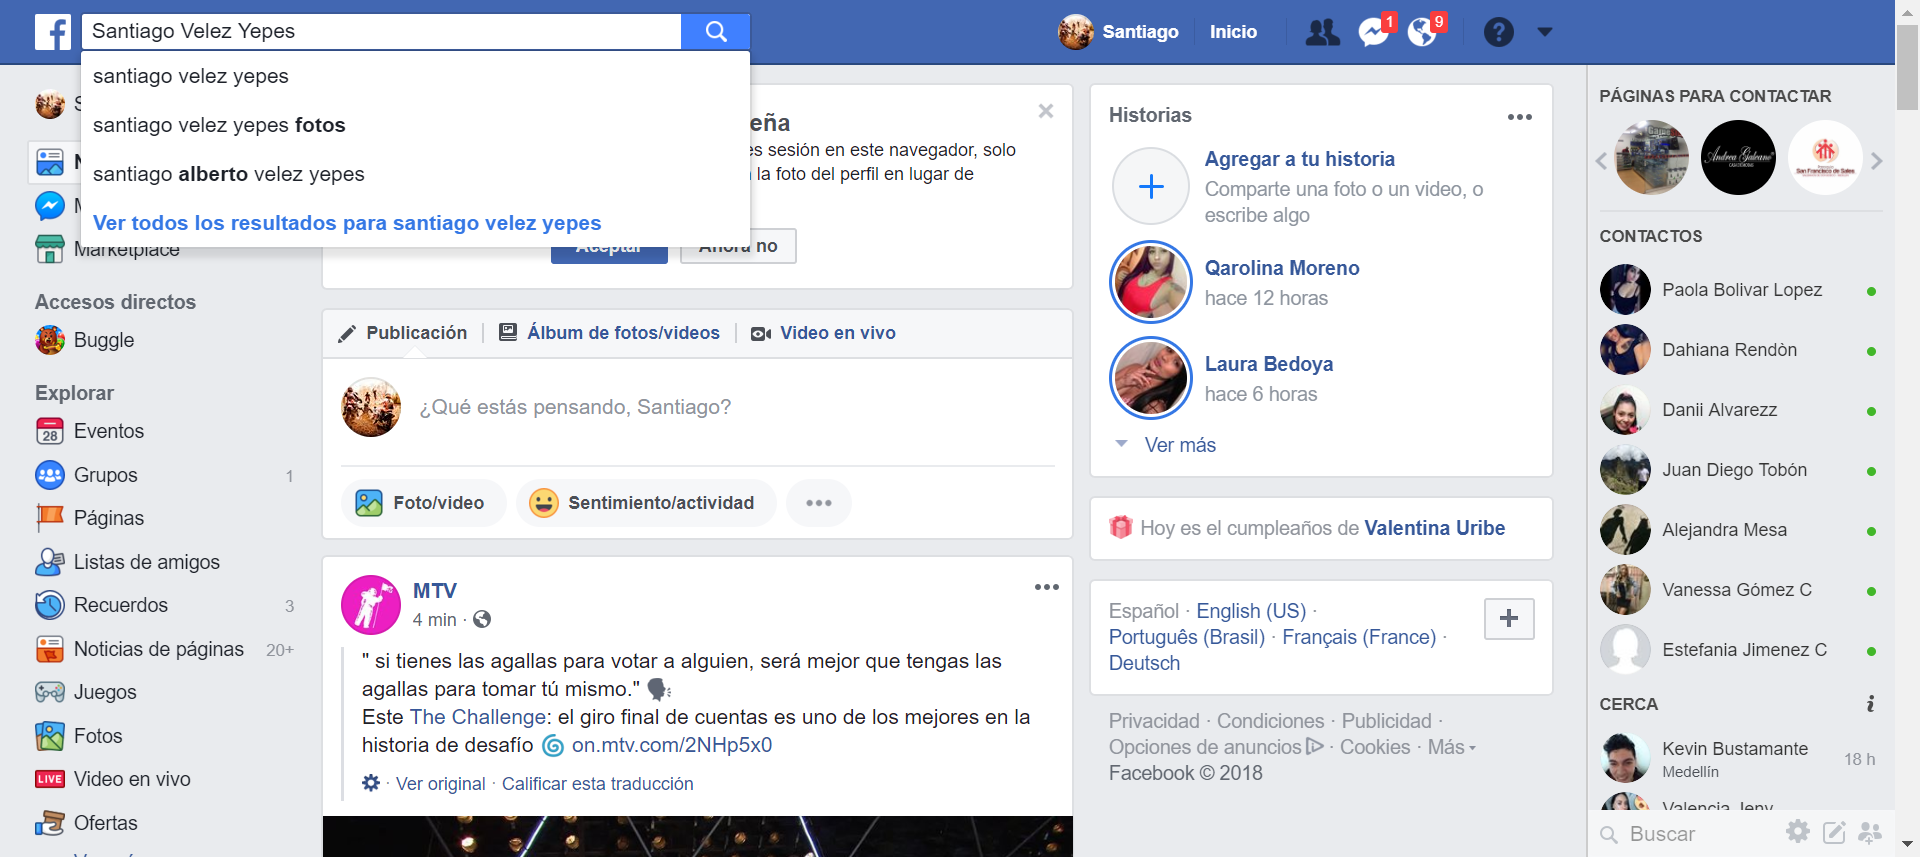 Santiago Velez Yepes
Santiago
Inicio
1
9
santiago velez yepes
santiago velez yepes fotos
santiago alberto velez yepes
Ver todos los resultados para santiago velez yepes
Marketplace
Accesos directos
Buggle
Explorar
28
Eventos
Grupos 1
Páginas
Listas de amigos
Recuerdos 3
Noticias de páginas 20+
Juegos
Fotos
LIVE
Video en vivo
Ofertas
eña
sesión en este navegador, solo
la foto del perfil en lugar de
Aceptar
Ahora no
Publicación
Álbum de fotos/videos
Video en vivo
¿Qué estás pensando, Santiago?
Foto/video
Sentimiento/actividad
MTV
4 min ·
" si tienes las agallas para votar a alguien, será mejor que tengas las
agallas para tomar tú mismo."
Este The Challenge: el giro final de cuentas es uno de los mejores en la
historia de desafío on.mtv.com/2NHp5x0
· Ver original · Calificar esta traducción
Historias
Agregar a tu historia
Comparte una foto o un video, o
escribe algo
Qarolina Moreno
hace 12 horas
Laura Bedoya
hace 6 horas
Ver más
Hoy es el cumpleaños de Valentina Uribe
Español · English (US) ·
Português (Brasil) · Français (France) ·
Deutsch
Privacidad · Condiciones · Publicidad ·
Opciones de anuncios · Cookies · Más
Facebook © 2018
PÁGINAS PARA CONTACTAR
Andrea Galeano
San Francisco de Sales
CONTACTOS
Paola Bolivar Lopez
Dahiana Rendòn
Danii Alvarezz
Juan Diego Tobón
Alejandra Mesa
Vanessa Gómez C
Estefania Jimenez C
CERCA
Kevin Bustamante
Medellín
18 h
Valencia Jeny
Buscar